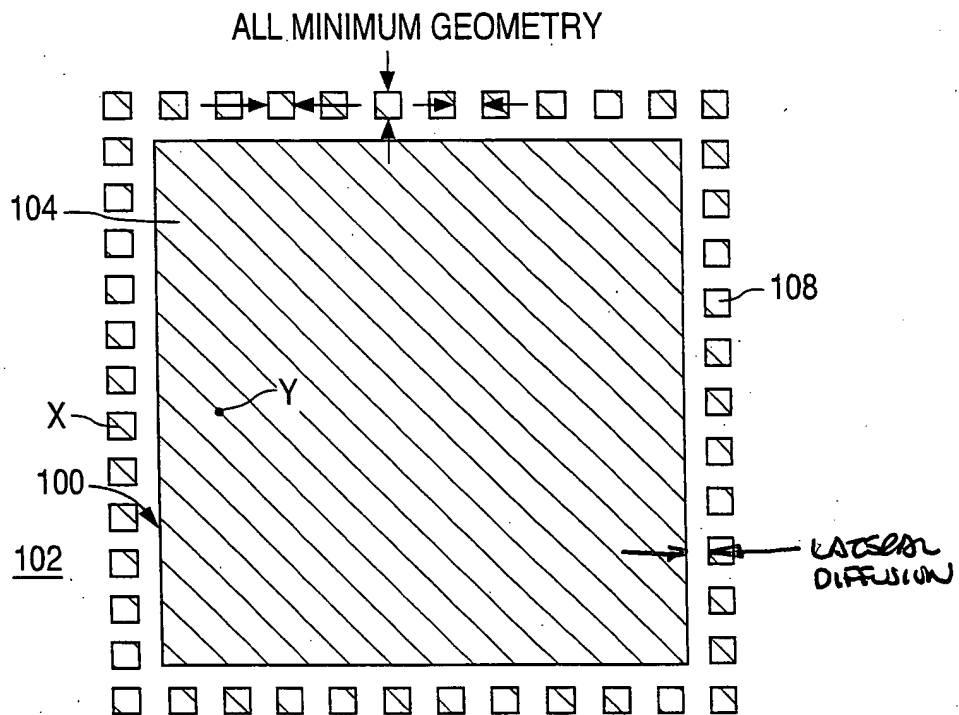 ALL MINIMUM GEOMETRY
104
108
Y
X
100
102
LATERAL
DIFFUSION